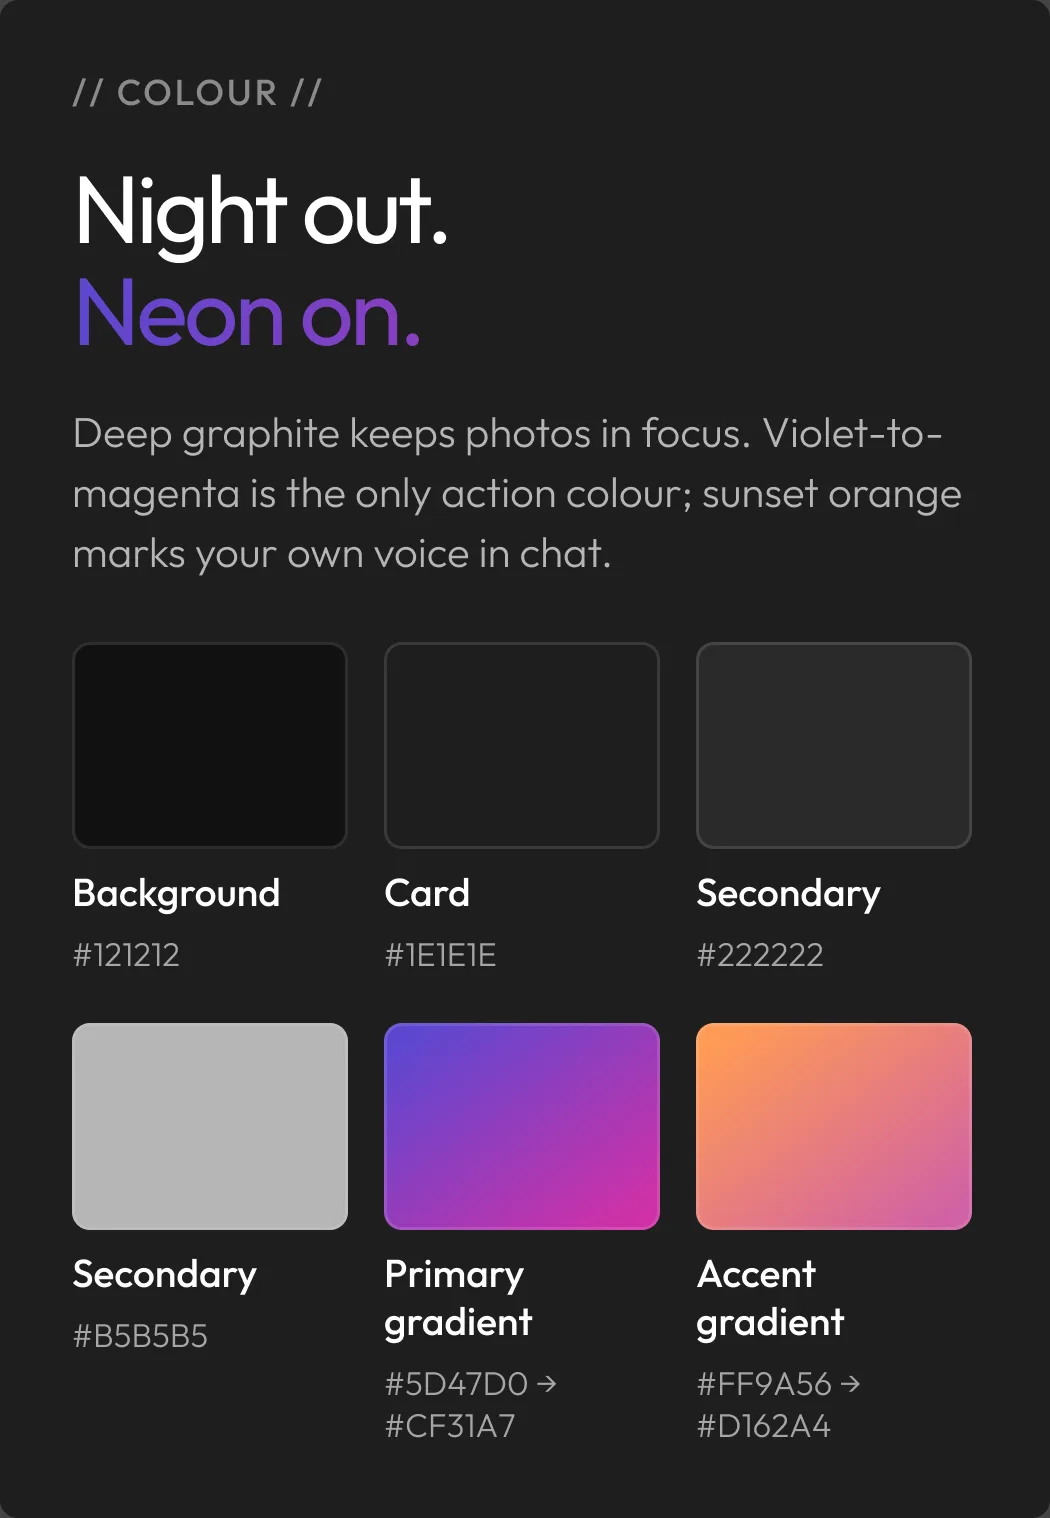 // COLOUR //
Night out.
Neon on.
Deep graphite keeps photos in focus. Violet-to-
magenta is the only action colour; sunset orange
marks your own voice in chat.
Background
#121212
Card
#1E1E1E
Secondary
#222222
Secondary
#B5B5B5
Primary
gradient
#5D47D0 →
#CF31A7
Accent
gradient
#FF9A56 →
#D162A4